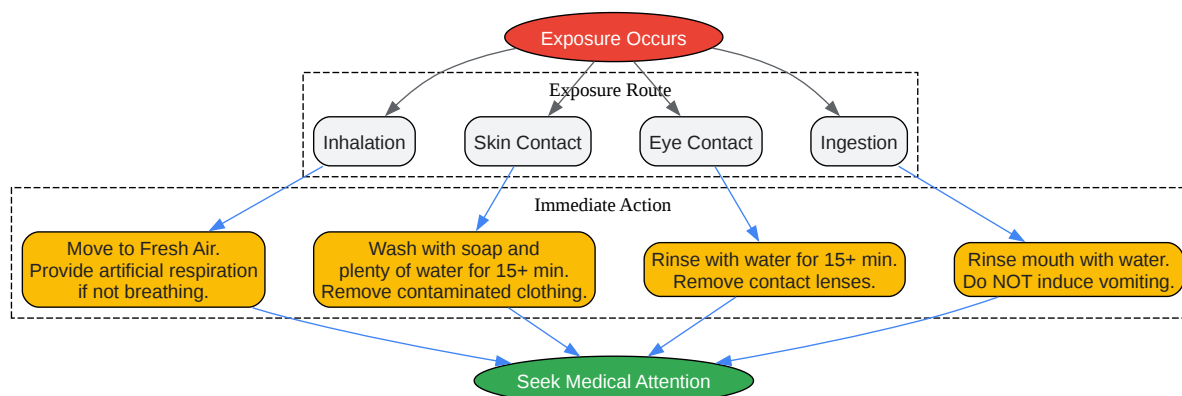 Exposure Occurs
Exposure Route
Inhalation
Skin Contact
Eye Contact
Ingestion
Immediate Action
Move to Fresh Air.
Provide artificial respiration
if not breathing.
Wash with soap and
plenty of water for 15+ min.
Remove contaminated clothing.
Rinse with water for 15+ min.
Remove contact lenses.
Rinse mouth with water.
Do NOT induce vomiting.
Seek Medical Attention